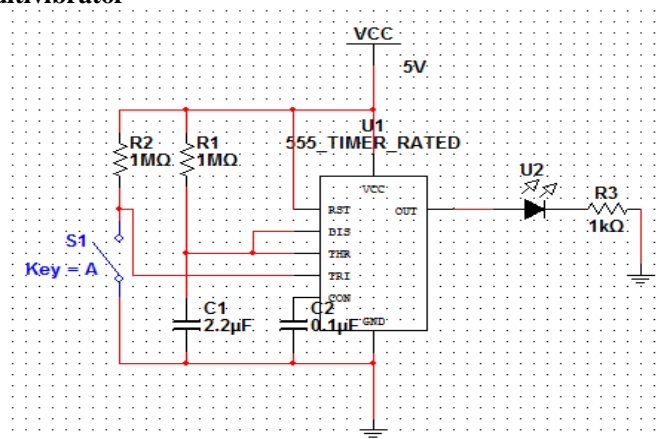 VCC
5V
U1
555_TIMER_RATED
R2
1MΩ
R1
1MΩ
VCC
RST
OUT
DIS
THR
TRI
CON
GND
U2
R3
1kΩ
S1
Key = A
C1
2.2µF
C2
0.1µF